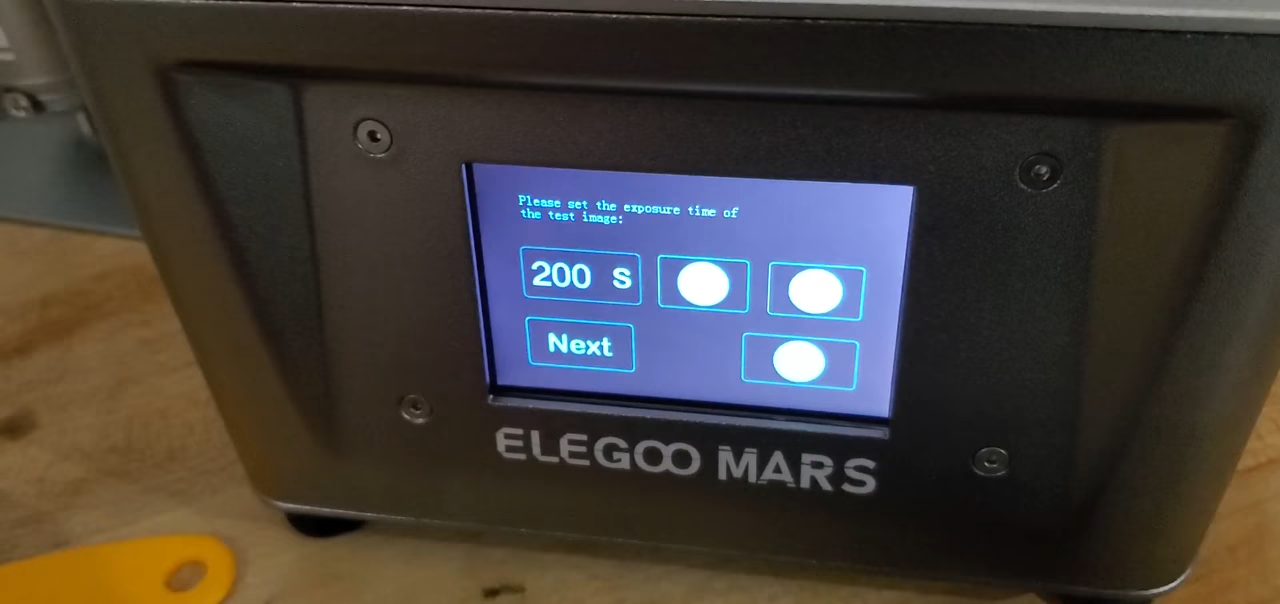 Please set the exposure time of
the test image:
200 S
Next
ELEGOO MARS